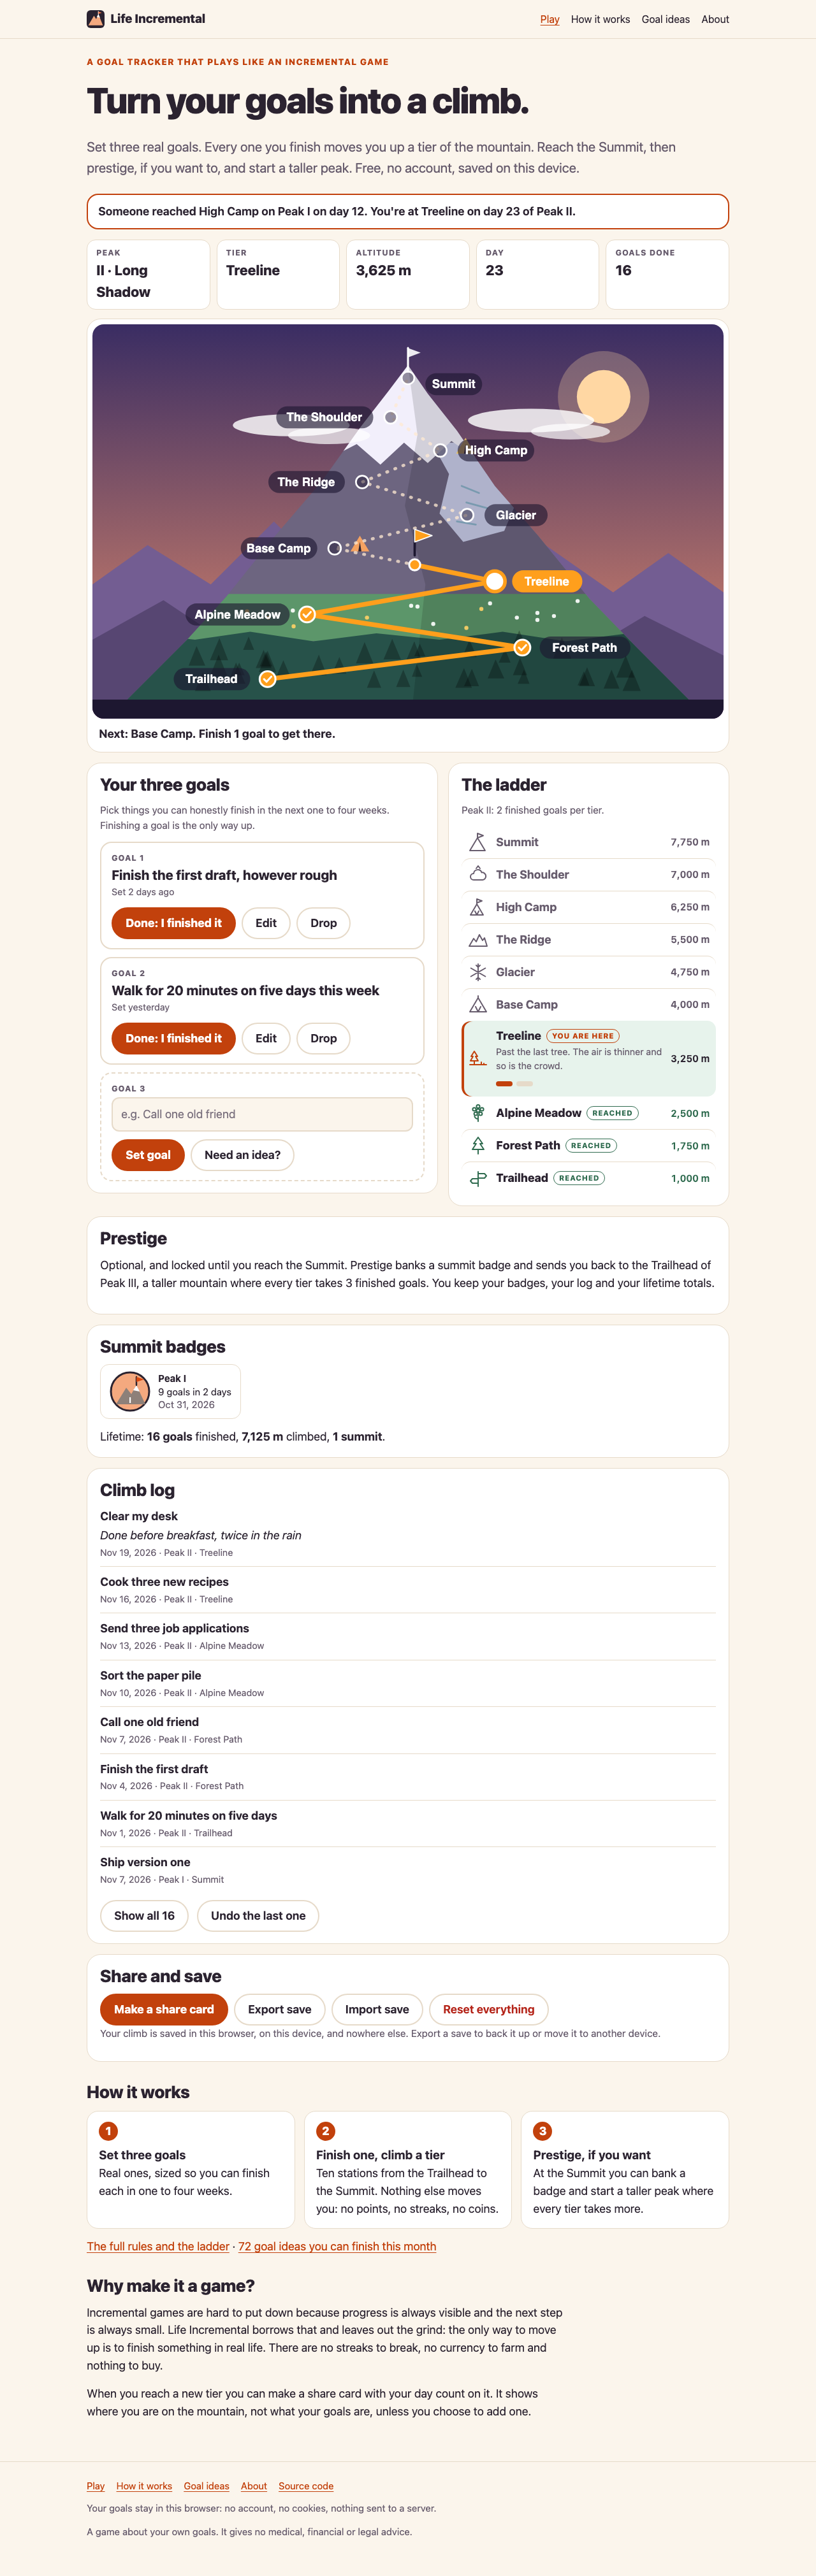 Life Incremental
Play How it works Goal ideas About
A GOAL TRACKER THAT PLAYS LIKE AN INCREMENTAL GAME
Turn your goals into a climb.
Set three real goals. Every one you finish moves you up a tier of the mountain. Reach the Summit, then
prestige, if you want to, and start a taller peak. Free, no account, saved on this device.
Someone reached High Camp on Peak I on day 12. You're at Treeline on day 23 of Peak II.
PEAK
II · Long
Shadow
TIER
Treeline
ALTITUDE
3,625 m
DAY
23
GOALS DONE
16
Summit
The Shoulder
High Camp
The Ridge
Glacier
Base Camp
Treeline
Alpine Meadow
Forest Path
Trailhead
Next: Base Camp. Finish 1 goal to get there.
Your three goals
Pick things you can honestly finish in the next one to four weeks.
Finishing a goal is the only way up.
GOAL 1
Finish the first draft, however rough
Set 2 days ago
Done: I finished it Edit Drop
GOAL 2
Walk for 20 minutes on five days this week
Set yesterday
Done: I finished it Edit Drop
GOAL 3
e.g. Call one old friend
Set goal Need an idea?
The ladder
Peak II: 2 finished goals per tier.
Summit 7,750 m
The Shoulder 7,000 m
High Camp 6,250 m
The Ridge 5,500 m
Glacier 4,750 m
Base Camp 4,000 m
Treeline YOU ARE HERE
Past the last tree. The air is thinner and
so is the crowd.
3,250 m
Alpine Meadow REACHED 2,500 m
Forest Path REACHED 1,750 m
Trailhead REACHED 1,000 m
Prestige
Optional, and locked until you reach the Summit. Prestige banks a summit badge and sends you back to the Trailhead of
Peak III, a taller mountain where every tier takes 3 finished goals. You keep your badges, your log and your lifetime totals.
Summit badges
Peak I
9 goals in 2 days
Oct 31, 2026
Lifetime: 16 goals finished, 7,125 m climbed, 1 summit.
Climb log
Clear my desk
Done before breakfast, twice in the rain
Nov 19, 2026 · Peak II · Treeline
Cook three new recipes
Nov 16, 2026 · Peak II · Treeline
Send three job applications
Nov 13, 2026 · Peak II · Alpine Meadow
Sort the paper pile
Nov 10, 2026 · Peak II · Alpine Meadow
Call one old friend
Nov 7, 2026 · Peak II · Forest Path
Finish the first draft
Nov 4, 2026 · Peak II · Forest Path
Walk for 20 minutes on five days
Nov 1, 2026 · Peak II · Trailhead
Ship version one
Nov 7, 2026 · Peak I · Summit
Show all 16 Undo the last one
Share and save
Make a share card Export save Import save Reset everything
Your climb is saved in this browser, on this device, and nowhere else. Export a save to back it up or move it to another device.
How it works
1
Set three goals
Real ones, sized so you can finish
each in one to four weeks.
2
Finish one, climb a tier
Ten stations from the Trailhead to
the Summit. Nothing else moves
you: no points, no streaks, no coins.
3
Prestige, if you want
At the Summit you can bank a
badge and start a taller peak where
every tier takes more.
The full rules and the ladder · 72 goal ideas you can finish this month
Why make it a game?
Incremental games are hard to put down because progress is always visible and the next step
is always small. Life Incremental borrows that and leaves out the grind: the only way to move
up is to finish something in real life. There are no streaks to break, no currency to farm and
nothing to buy.
When you reach a new tier you can make a share card with your day count on it. It shows
where you are on the mountain, not what your goals are, unless you choose to add one.
Play How it works Goal ideas About Source code
Your goals stay in this browser: no account, no cookies, nothing sent to a server.
A game about your own goals. It gives no medical, financial or legal advice.